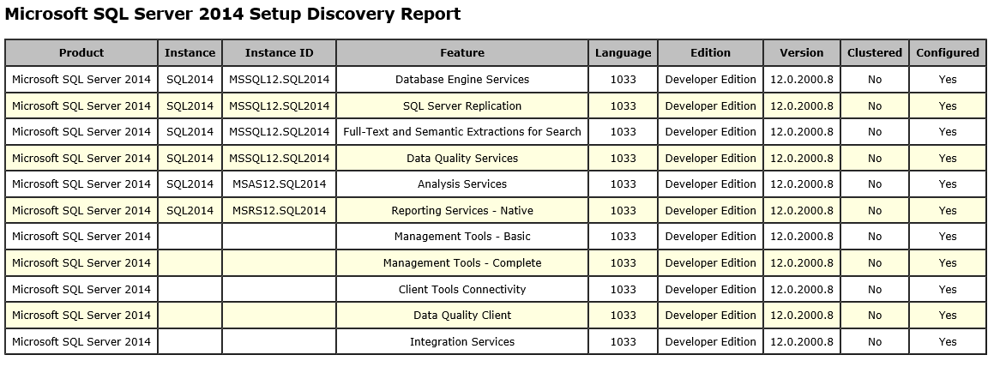 Microsoft SQL Server 2014 Setup Discovery Report
Product Instance Instance ID Feature Language Edition Version Clustered Configured
Microsoft SQL Server 2014 SQL2014 MSSQL12.SQL2014 Database Engine Services 1033 Developer Edition 12.0.2000.8 No Yes
Microsoft SQL Server 2014 SQL2014 MSSQL12.SQL2014 SQL Server Replication 1033 Developer Edition 12.0.2000.8 No Yes
Microsoft SQL Server 2014 SQL2014 MSSQL12.SQL2014 Full-Text and Semantic Extractions for Search 1033 Developer Edition 12.0.2000.8 No Yes
Microsoft SQL Server 2014 SQL2014 MSSQL12.SQL2014 Data Quality Services 1033 Developer Edition 12.0.2000.8 No Yes
Microsoft SQL Server 2014 SQL2014 MSAS12.SQL2014 Analysis Services 1033 Developer Edition 12.0.2000.8 No Yes
Microsoft SQL Server 2014 SQL2014 MSRS12.SQL2014 Reporting Services - Native 1033 Developer Edition 12.0.2000.8 No Yes
Microsoft SQL Server 2014 Management Tools - Basic 1033 Developer Edition 12.0.2000.8 No Yes
Microsoft SQL Server 2014 Management Tools - Complete 1033 Developer Edition 12.0.2000.8 No Yes
Microsoft SQL Server 2014 Client Tools Connectivity 1033 Developer Edition 12.0.2000.8 No Yes
Microsoft SQL Server 2014 Data Quality Client 1033 Developer Edition 12.0.2000.8 No Yes
Microsoft SQL Server 2014 Integration Services 1033 Developer Edition 12.0.2000.8 No Yes